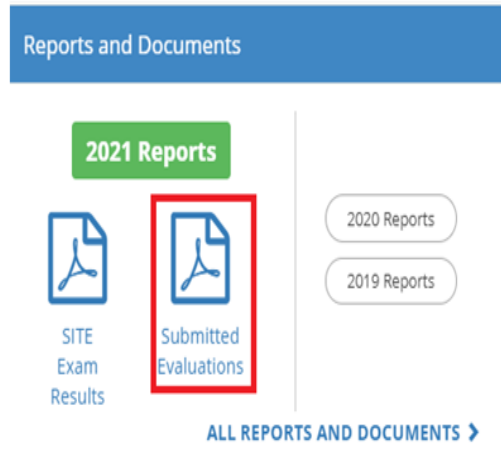 Reports and Documents
2021 Reports
SITE
Exam
Results
Submitted
Evaluations
2020 Reports
2019 Reports
ALL REPORTS AND DOCUMENTS